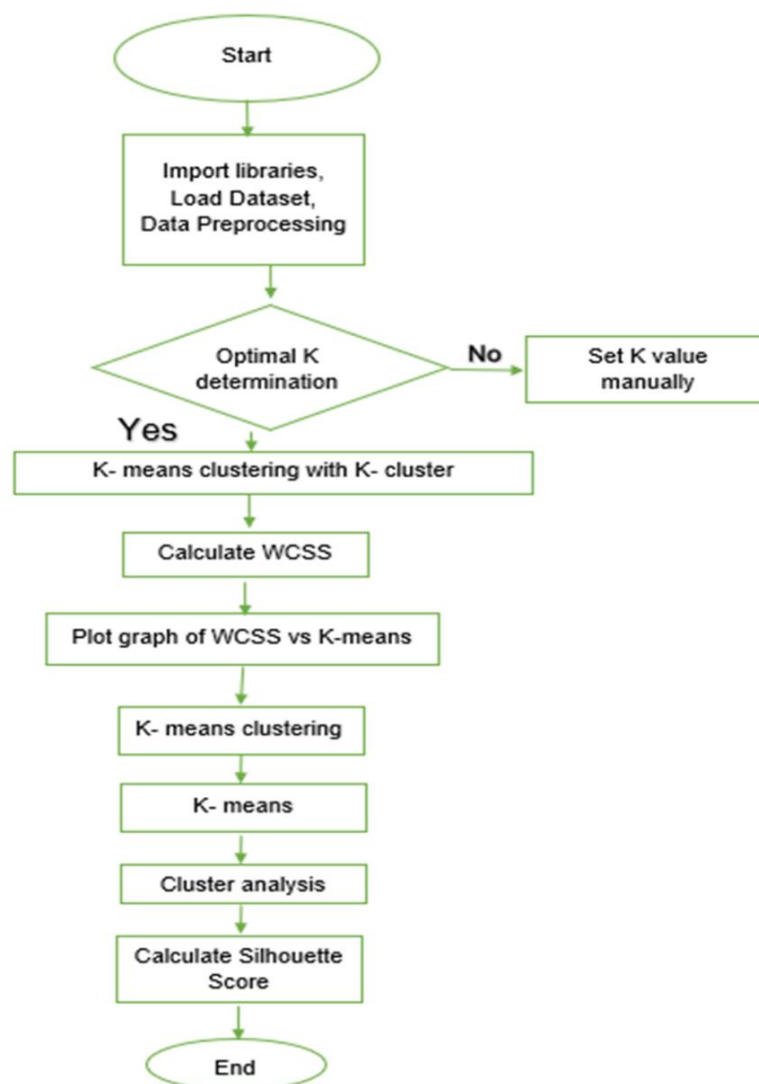 Start
Import libraries,
Load Dataset,
Data Preprocessing
Optimal K
determination
No
Set K value
manually
Yes
K- means clustering with K- cluster
Calculate WCSS
Plot graph of WCSS vs K-means
K- means clustering
K- means
Cluster analysis
Calculate Silhouette
Score
End